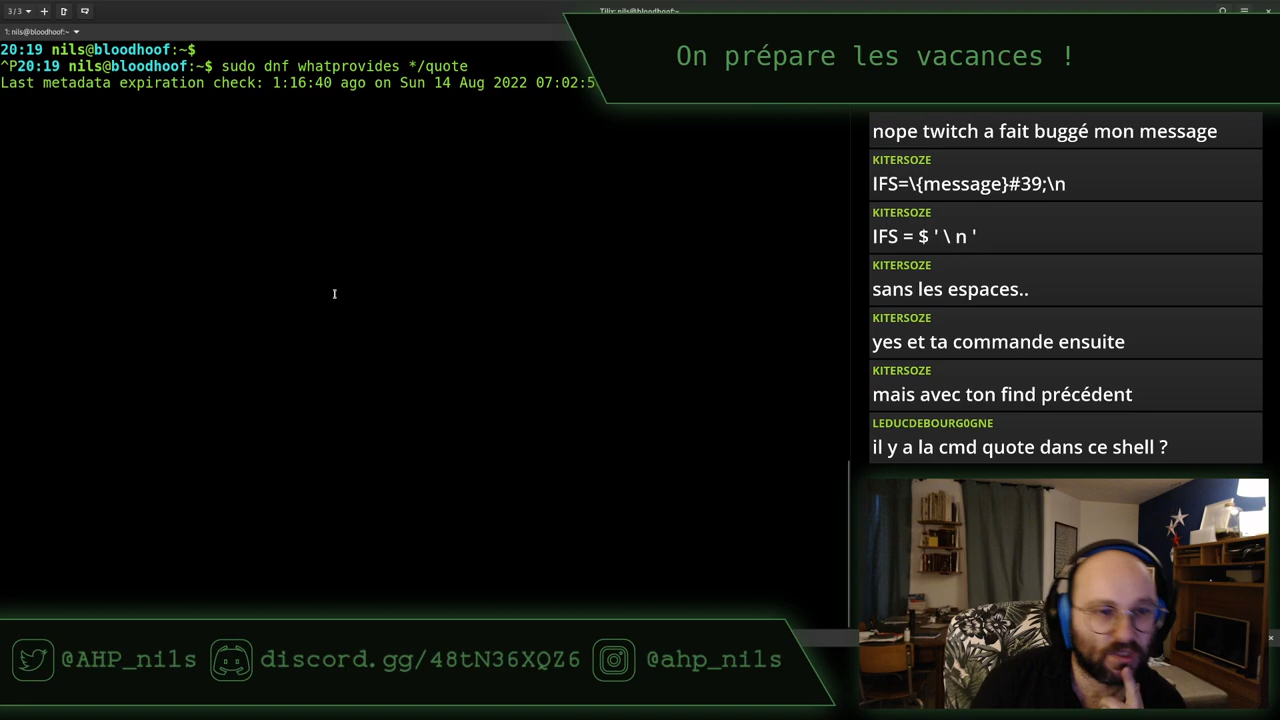 3 / 3
Tilix: nils@bloodhoof:~
1: nils@bloodhoof:~
20:19 nils@bloodhoof:~$
^P20:19 nils@bloodhoof:~$ sudo dnf whatprovides */quote
Last metadata expiration check: 1:16:40 ago on Sun 14 Aug 2022 07:02:5
On prépare les vacances !
nope twitch a fait buggé mon message
KITERSOZE
IFS=\{message}#39;\n
KITERSOZE
IFS = $ ' \ n '
KITERSOZE
sans les espaces..
KITERSOZE
yes et ta commande ensuite
KITERSOZE
mais avec ton find précédent
LEDUCDEBOURG0GNE
il y a la cmd quote dans ce shell ?
@AHP_nils
discord.gg/48tN36XQZ6
@ahp_nils